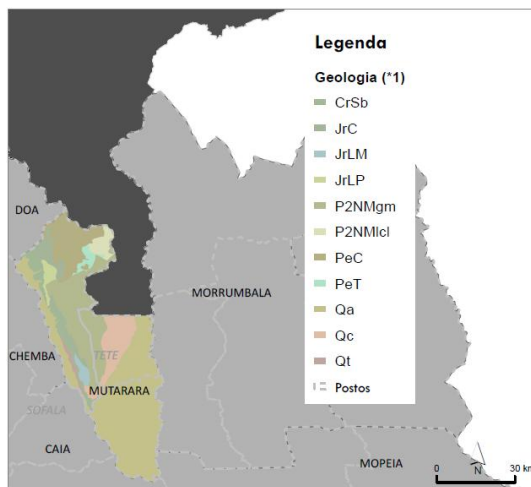 Legenda
Geologia (*1)
CrSb
JrC
JrLM
JrLP
P2NMgm
P2NMlcl
PeC
PeT
Qa
Qc
Qt
Postos
DOA
MORRUMBALA
CHEMBA
TETE
MUTARARA
SOFALA
CAIA
MOPEIA
N
0 30 km